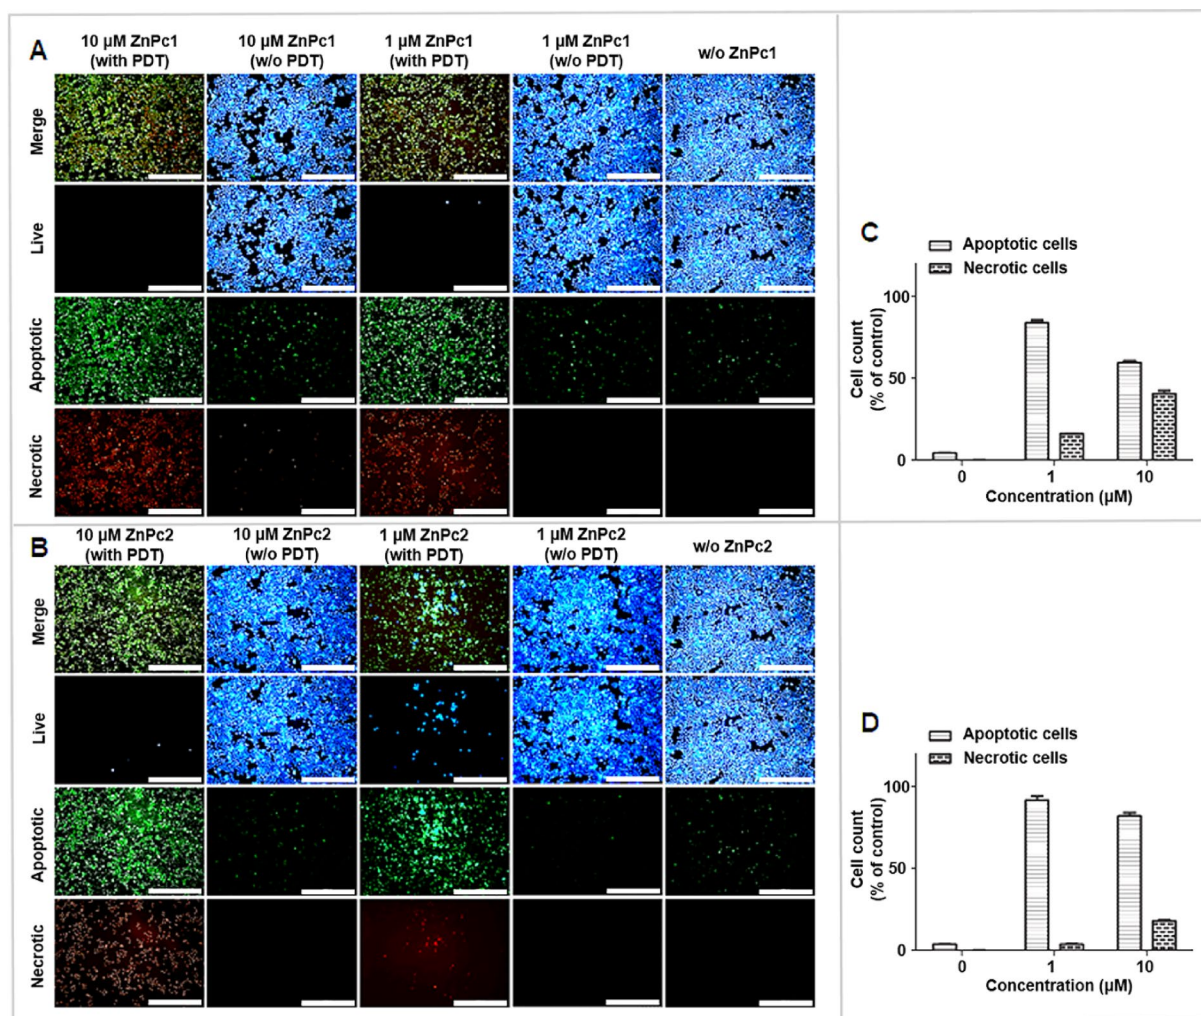 A
10 µM ZnPc1
(with PDT)
10 µM ZnPc1
(w/o PDT)
1 µM ZnPc1
(with PDT)
1 µM ZnPc1
(w/o PDT)
w/o ZnPc1
Merge
Live
Apoptotic
Necrotic
B
10 µM ZnPc2
(with PDT)
10 µM ZnPc2
(w/o PDT)
1 µM ZnPc2
(with PDT)
1 µM ZnPc2
(w/o PDT)
w/o ZnPc2
Merge
Live
Apoptotic
Necrotic
C
Apoptotic cells
Necrotic cells
Cell count
(% of control)
100
50
0
0 1 10
Concentration (µM)
D
Apoptotic cells
Necrotic cells
Cell count
(% of control)
100
50
0
0 1 10
Concentration (µM)